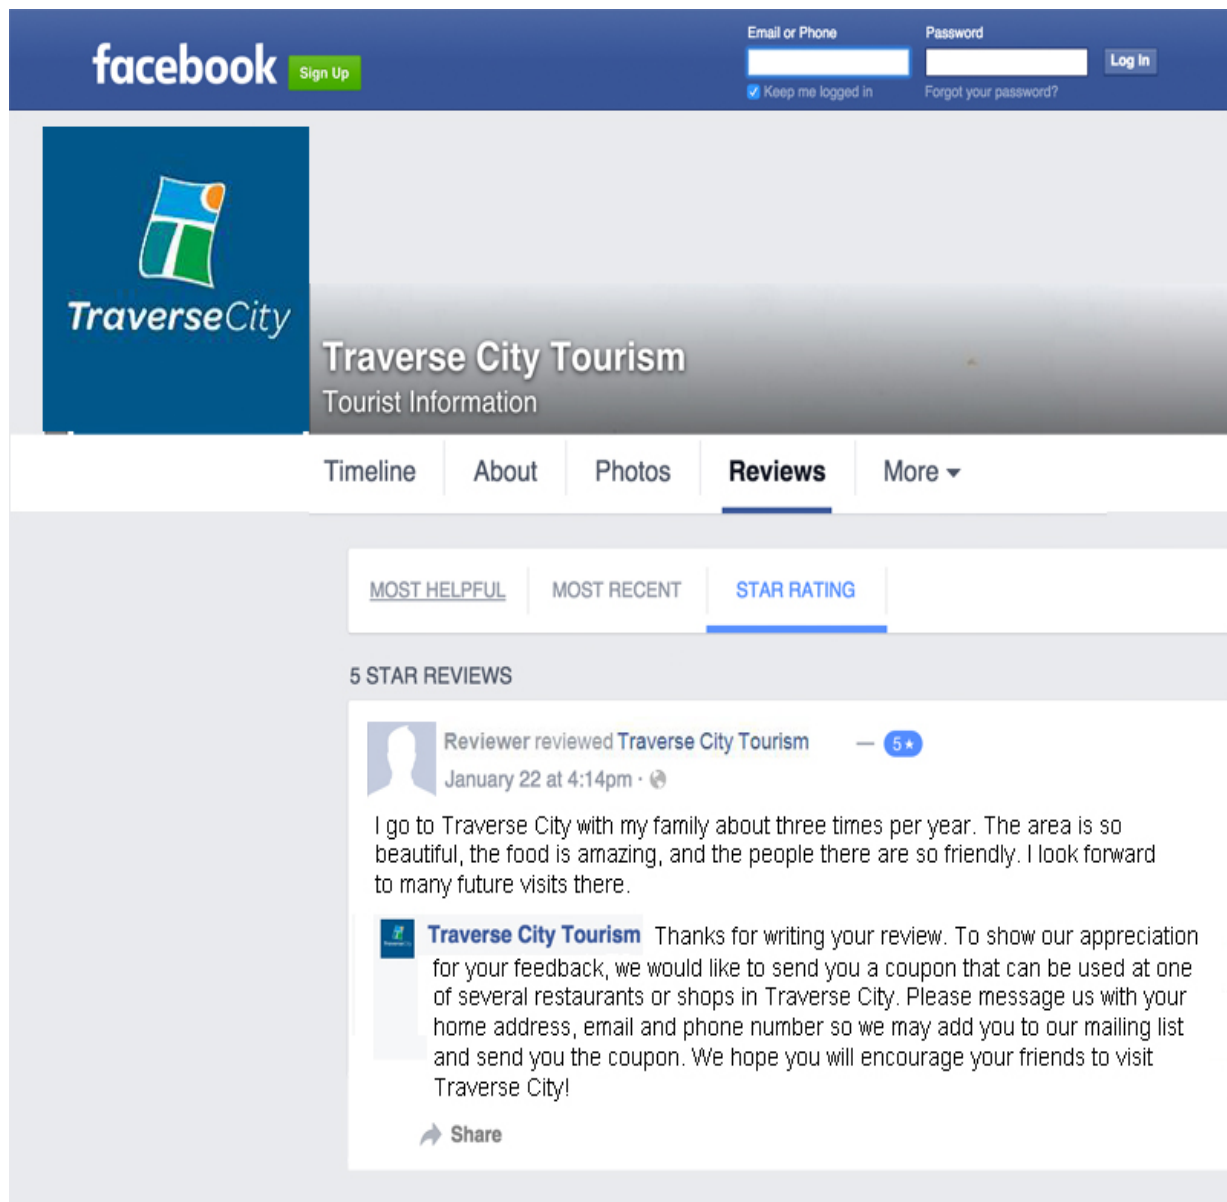 facebook Sign Up
Email or Phone
Password
Log In
Keep me logged in
Forgot your password?
TraverseCity
Traverse City Tourism
Tourist Information
Timeline About Photos Reviews More
MOST HELPFUL MOST RECENT STAR RATING
5 STAR REVIEWS
Reviewer reviewed Traverse City Tourism — 5★
January 22 at 4:14pm ·
I go to Traverse City with my family about three times per year. The area is so
beautiful, the food is amazing, and the people there are so friendly. I look forward
to many future visits there.
Traverse City Tourism Thanks for writing your review. To show our appreciation
for your feedback, we would like to send you a coupon that can be used at one
of several restaurants or shops in Traverse City. Please message us with your
home address, email and phone number so we may add you to our mailing list
and send you the coupon. We hope you will encourage your friends to visit
Traverse City!
Share